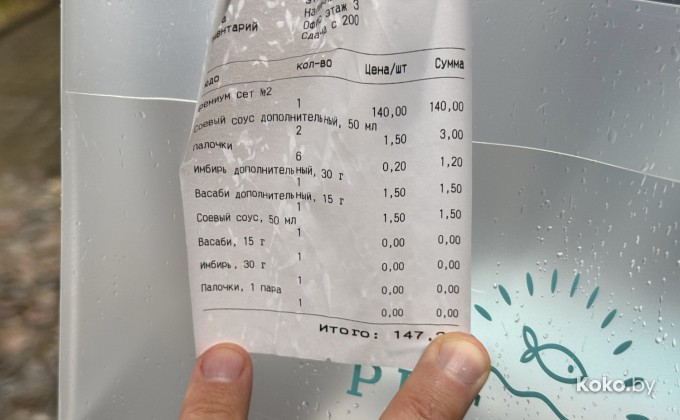 На этаж 3
ментарий Офис
Сдача с 200
кол-во Цена/шт Сумма
сет №2
1 140,00 140,00
Соевый соус дополнительный, 50 мл
2 1,50 3,00
Палочки
6 0,20 1,20
Имбирь дополнительный, 30 г
1 1,50 1,50
Васаби дополнительный, 15 г
1 1,50 1,50
Соевый соус, 50 мл
1 0,00 0,00
Васаби, 15 г
1 0,00 0,00
Имбирь, 30 г
1 0,00 0,00
Палочки, 1 пара
1 0,00 0,00
ИТОГО: 147,
Koko.by